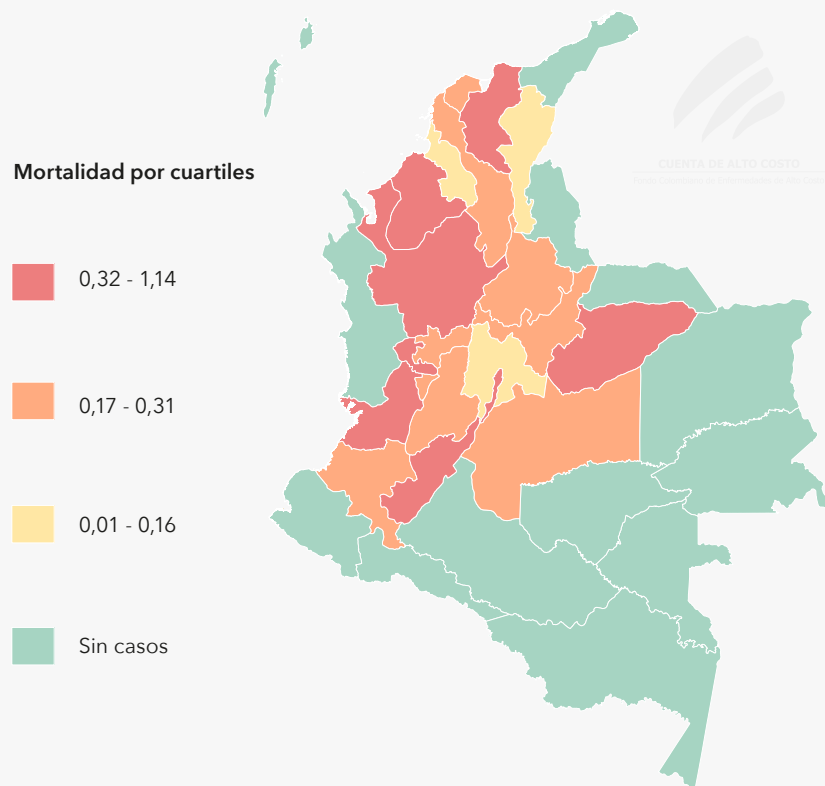 CUENTA DE ALTO COSTO
Mortalidad por cuartiles
0,32 - 1,14
0,17 - 0,31
0,01 - 0,16
Sin casos